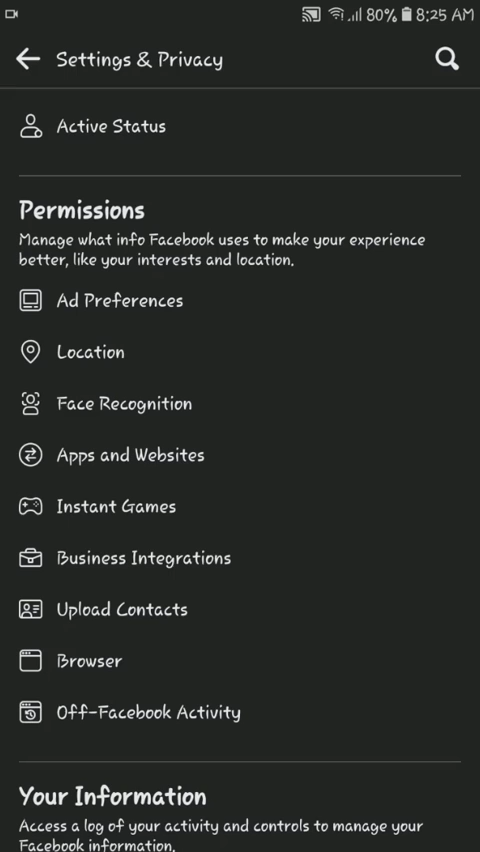 80% 8:25 AM
Settings & Privacy
Active Status
Permissions
Manage what info Facebook uses to make your experience
better, like your interests and location.
Ad Preferences
Location
Face Recognition
Apps and Websites
Instant Games
Business Integrations
Upload Contacts
Browser
Off-Facebook Activity
Your Information
Access a log of your activity and controls to manage your
Facebook information.